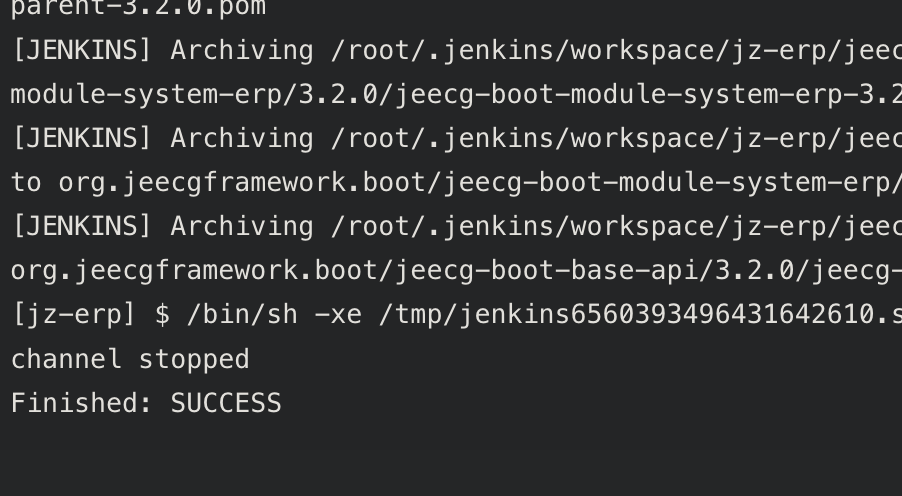 parent-3.2.0.pom
[JENKINS] Archiving /root/.jenkins/workspace/jz-erp/jeec
module-system-erp/3.2.0/jeecg-boot-module-system-erp-3.2
[JENKINS] Archiving /root/.jenkins/workspace/jz-erp/jeec
to org.jeecgframework.boot/jeecg-boot-module-system-erp/
[JENKINS] Archiving /root/.jenkins/workspace/jz-erp/jeec
org.jeecgframework.boot/jeecg-boot-base-api/3.2.0/jeecg-
[jz-erp] $ /bin/sh -xe /tmp/jenkins6560393496431642610.s
channel stopped
Finished: SUCCESS